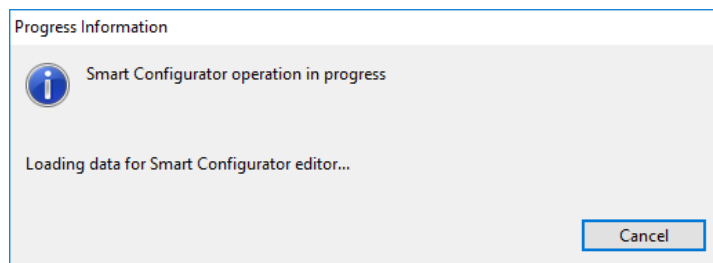 Progress Information
Smart Configurator operation in progress
Loading data for Smart Configurator editor...
Cancel